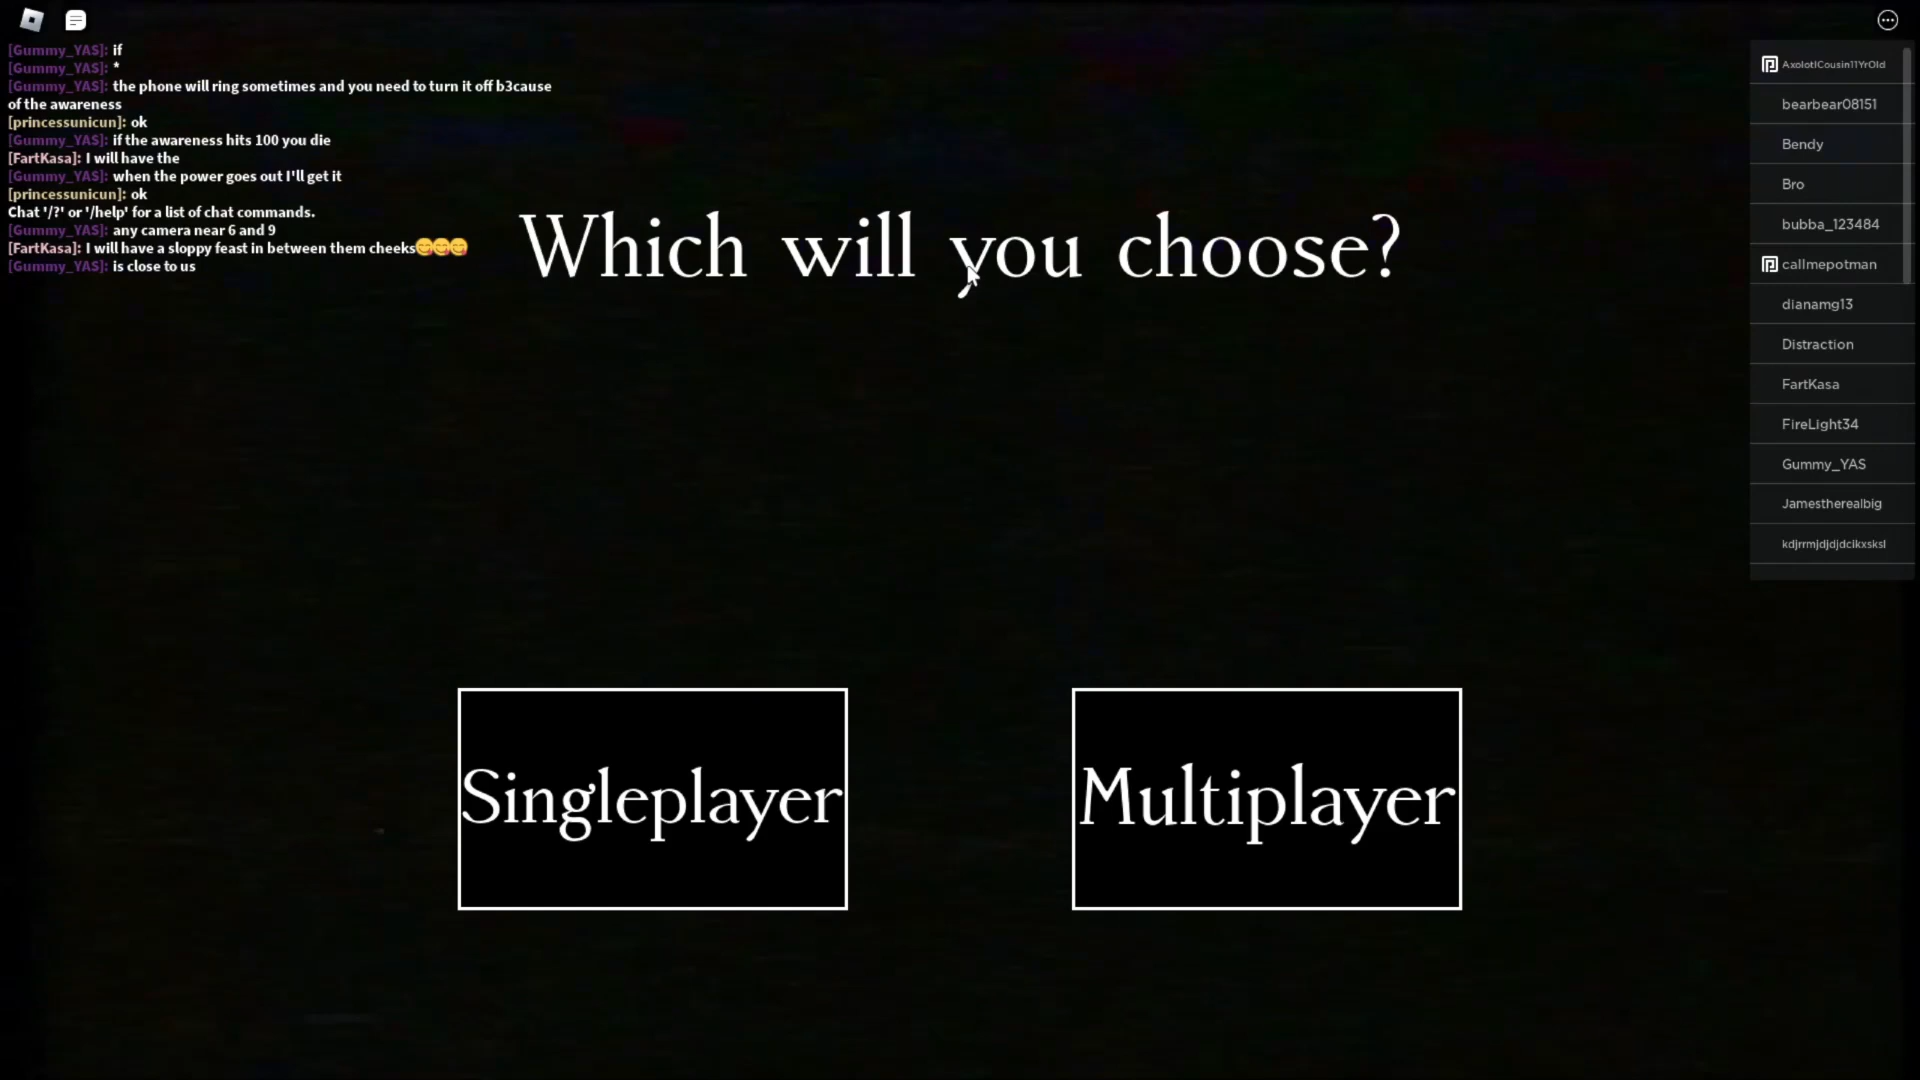 [Gummy_YAS]: if
[Gummy_YAS]: *
[Gummy_YAS]: the phone will ring sometimes and you need to turn it off b3cause
of the awareness
[princessunicun]: ok
[Gummy_YAS]: if the awareness hits 100 you die
[FartKasa]: I will have the
[Gummy_YAS]: when the power goes out I'll get it
[princessunicun]: ok
Chat '/?' or '/help' for a list of chat commands.
[Gummy_YAS]: any camera near 6 and 9
[FartKasa]: I will have a sloppy feast in between them cheeks😋😋😋
[Gummy_YAS]: is close to us
Which will you choose?
Singleplayer
Multiplayer
AxolotlCousin11YrOld
bearbear08151
Bendy
Bro
bubba_123484
callmepotman
dianamg13
Distraction
FartKasa
FireLight34
Gummy_YAS
Jamestherealbig
kdjrrmjdjdjdcikxsksl